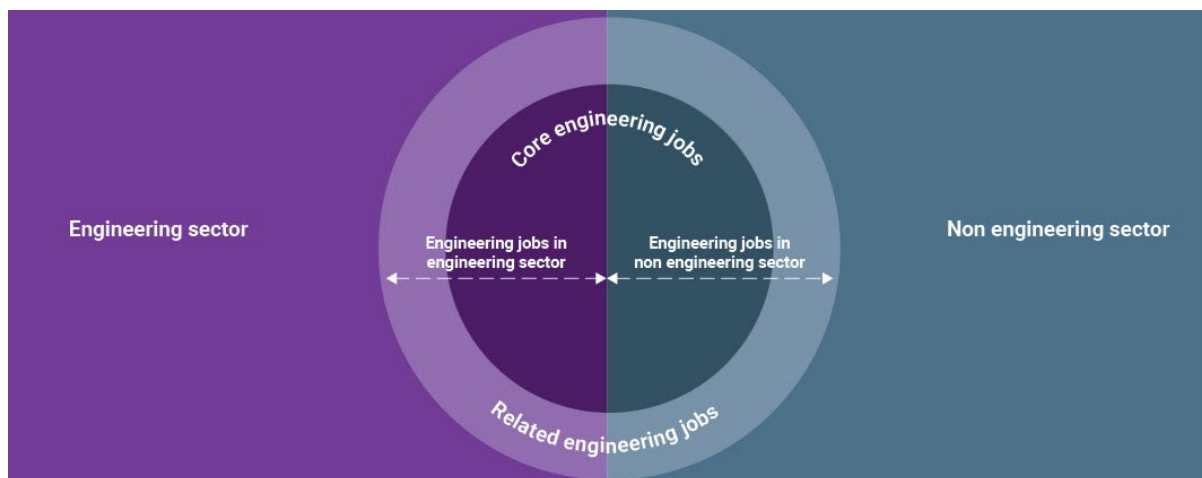 Core engineering jobs
Engineering sector
Non engineering sector
Engineering jobs in
engineering sector
Engineering jobs in
non engineering sector
Related engineering jobs